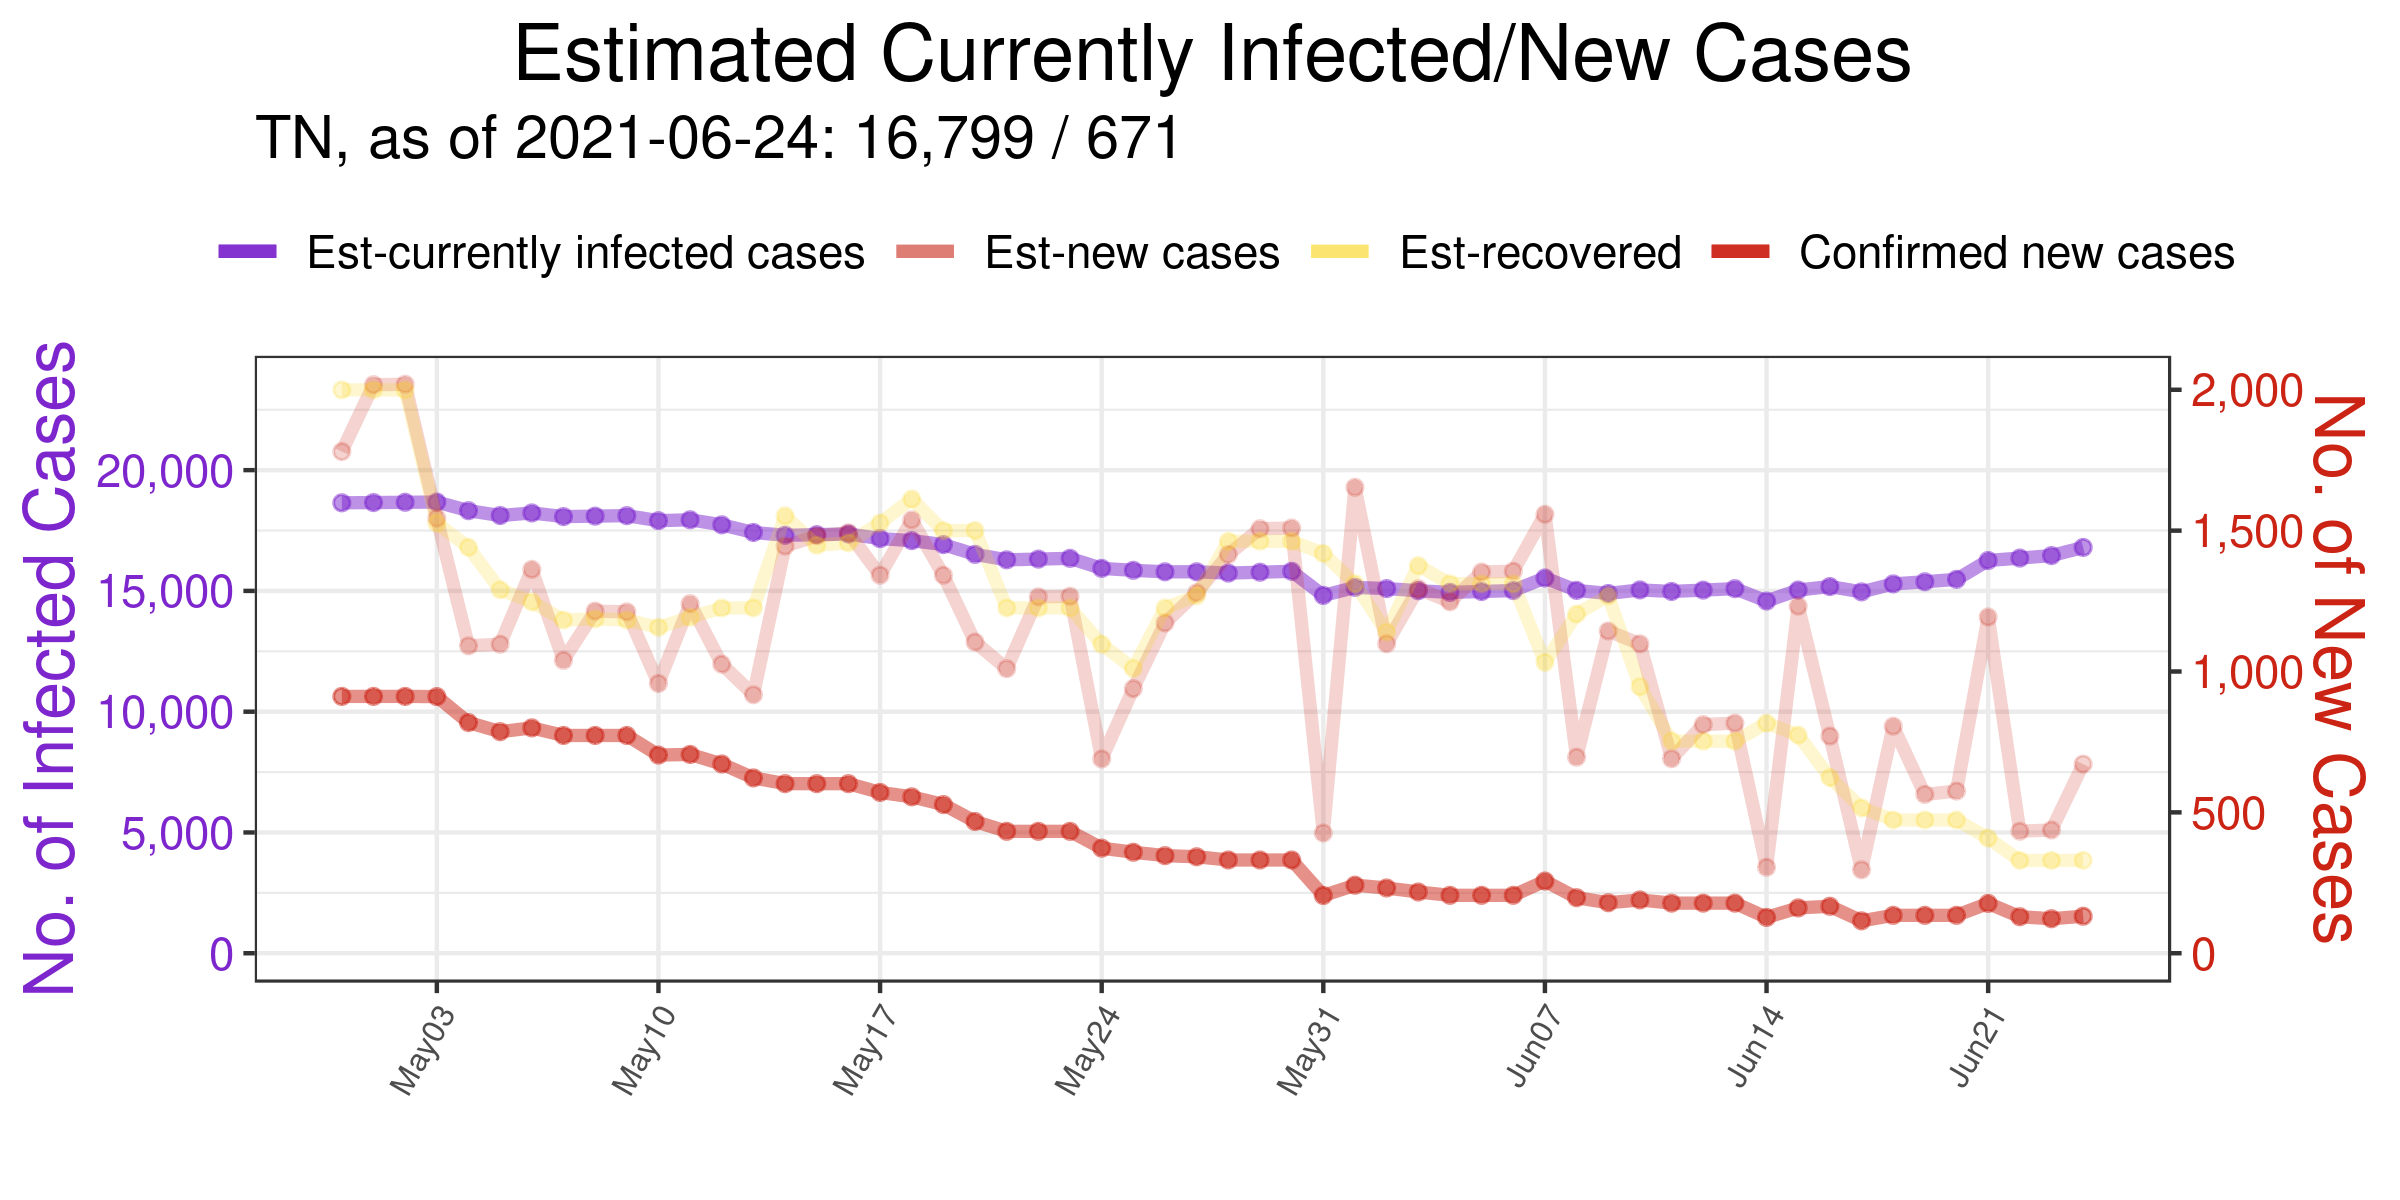 Estimated Currently Infected/New Cases
TN, as of 2021-06-24: 16,799 / 671
Est-currently infected cases Est-new cases Est-recovered Confirmed new cases
No. of Infected Cases
20,000
15,000
10,000
5,000
0
2,000
1,500
1,000
500
0
No. of New Cases
May03 May10 May17 May24 May31 Jun07 Jun14 Jun21